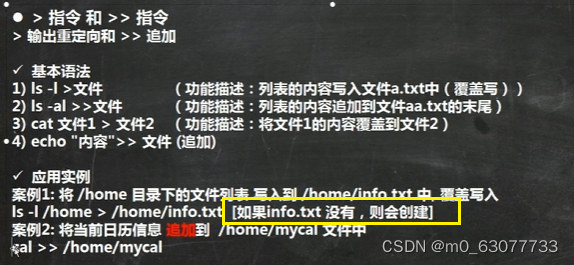 ● > 指令 和 >> 指令
> 输出重定向和 >> 追加
✓ 基本语法
1) ls -l >文件 （功能描述：列表的内容写入文件a.txt中（覆盖写））
2) ls -al >>文件 （功能描述：列表的内容追加到文件aa.txt的末尾）
3) cat 文件1 > 文件2 （功能描述：将文件1的内容覆盖到文件2）
4) echo "内容">> 文件 (追加)
✓ 应用实例
案例1: 将 /home 目录下的文件列表 写入到 /home/info.txt 中, 覆盖写入
ls -l /home > /home/info.txt [如果info.txt 没有，则会创建]
案例2: 将当前日历信息 追加到 /home/mycal 文件中
cal >> /home/mycal
CSDN @m0_63077733